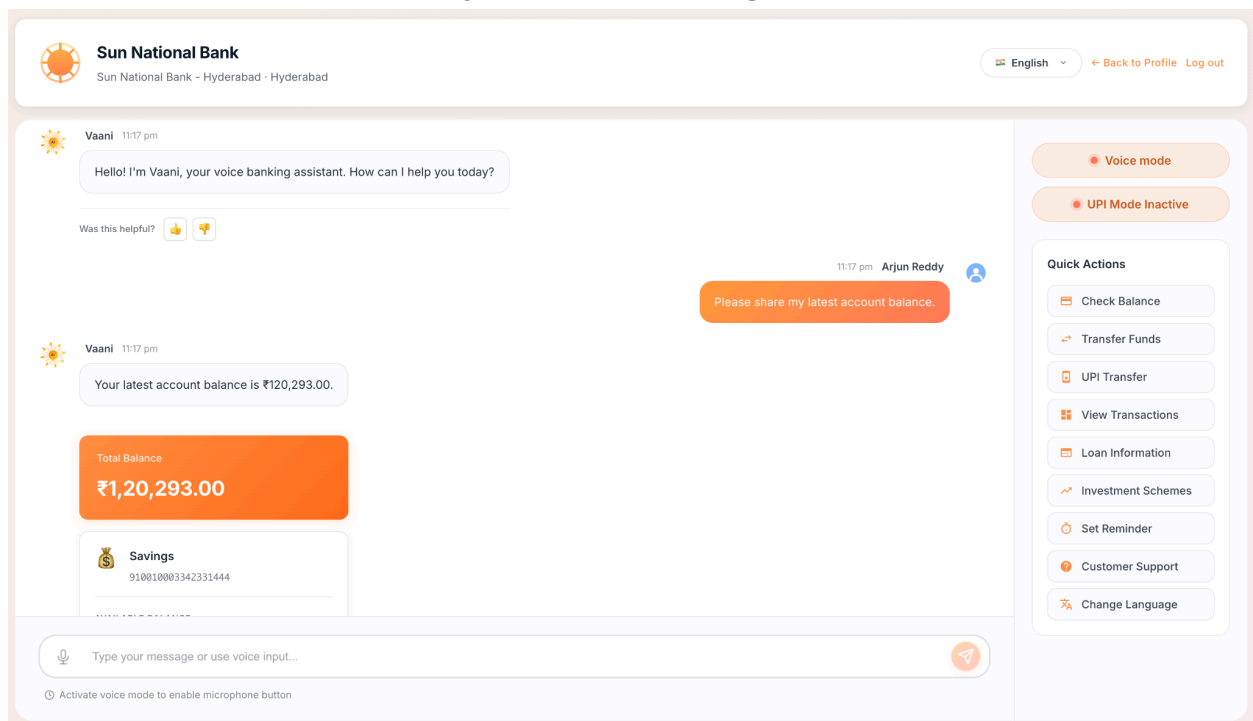 Sun National Bank
Sun National Bank - Hyderabad · Hyderabad
English
← Back to Profile Log out
Vaani 11:17 pm
Hello! I'm Vaani, your voice banking assistant. How can I help you today?
Was this helpful?
11:17 pm Arjun Reddy
Please share my latest account balance.
Vaani 11:17 pm
Your latest account balance is ₹120,293.00.
Total Balance
₹1,20,293.00
Savings
910010003342331444
Type your message or use voice input...
Activate voice mode to enable microphone button
Voice mode
UPI Mode Inactive
Quick Actions
Check Balance
Transfer Funds
UPI Transfer
View Transactions
Loan Information
Investment Schemes
Set Reminder
Customer Support
Change Language